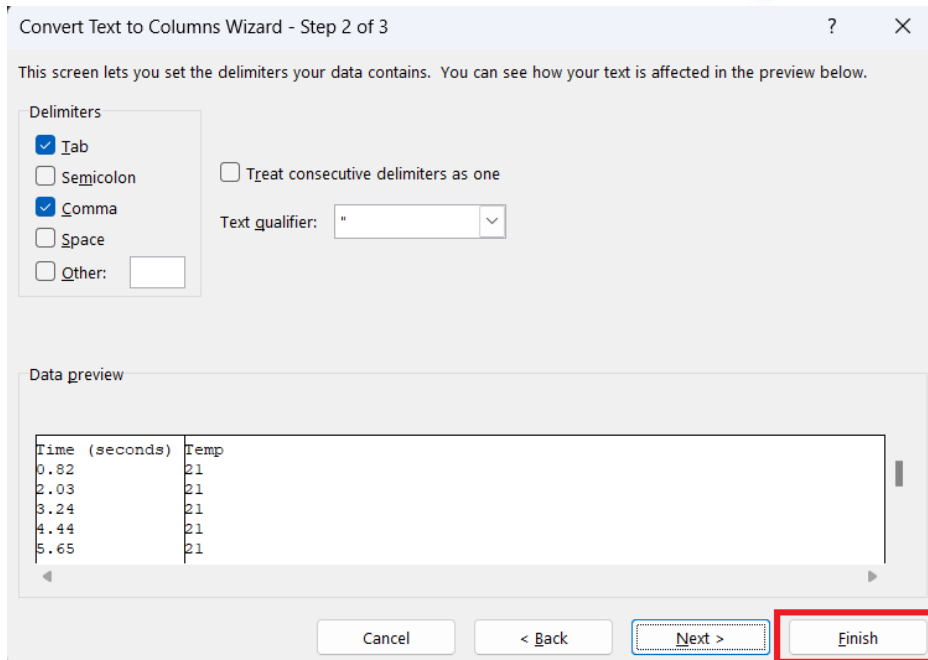 Convert Text to Columns Wizard - Step 2 of 3 ?
This screen lets you set the delimiters your data contains. You can see how your text is affected in the preview below.
Delimiters
Tab
Semicolon
Comma
Space
Other:
Treat consecutive delimiters as one
Text qualifier: "
Data preview
Time (seconds) Temp
0.82 21
2.03 21
3.24 21
4.44 21
5.65 21
Cancel < Back Next > Finish